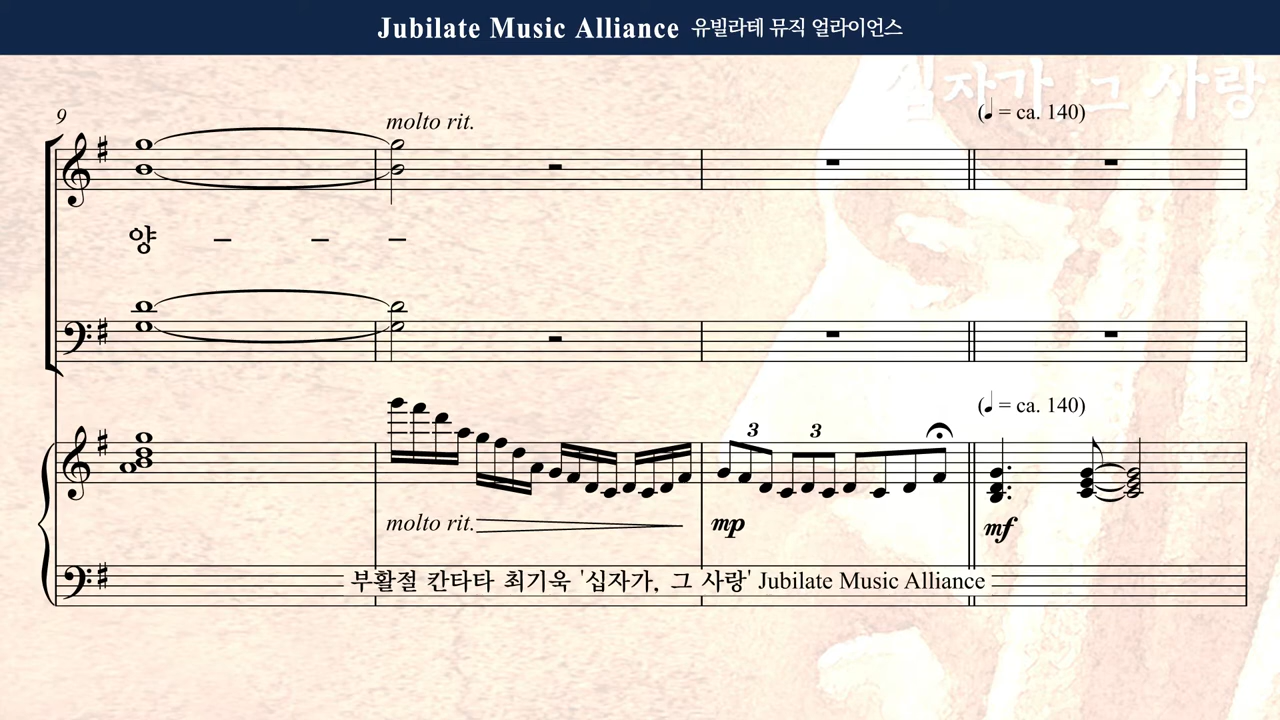 Jubilate Music Alliance 유빌라테 뮤직 얼라이언스
십자가 그 사랑
9
molto rit.
(♩ = ca. 140)
양 – – –
(♩ = ca. 140)
3 3
molto rit. mp mf
부활절 칸타타 최기욱 '십자가, 그 사랑' Jubilate Music Alliance